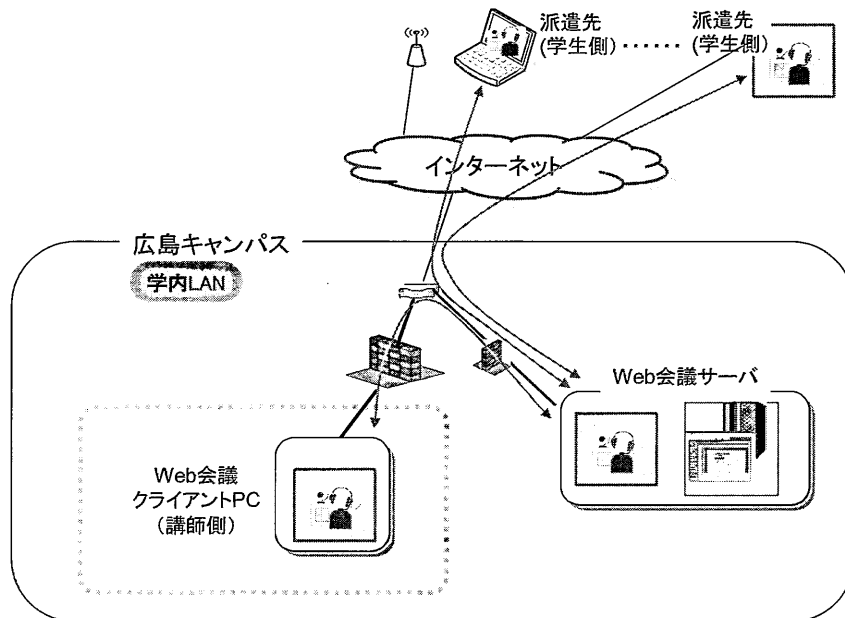 派遣先
(学生側)
……
派遣先
(学生側)
インターネット
広島キャンパス
学内LAN
Web会議サーバ
Web会議
クライアントPC
(講師側)